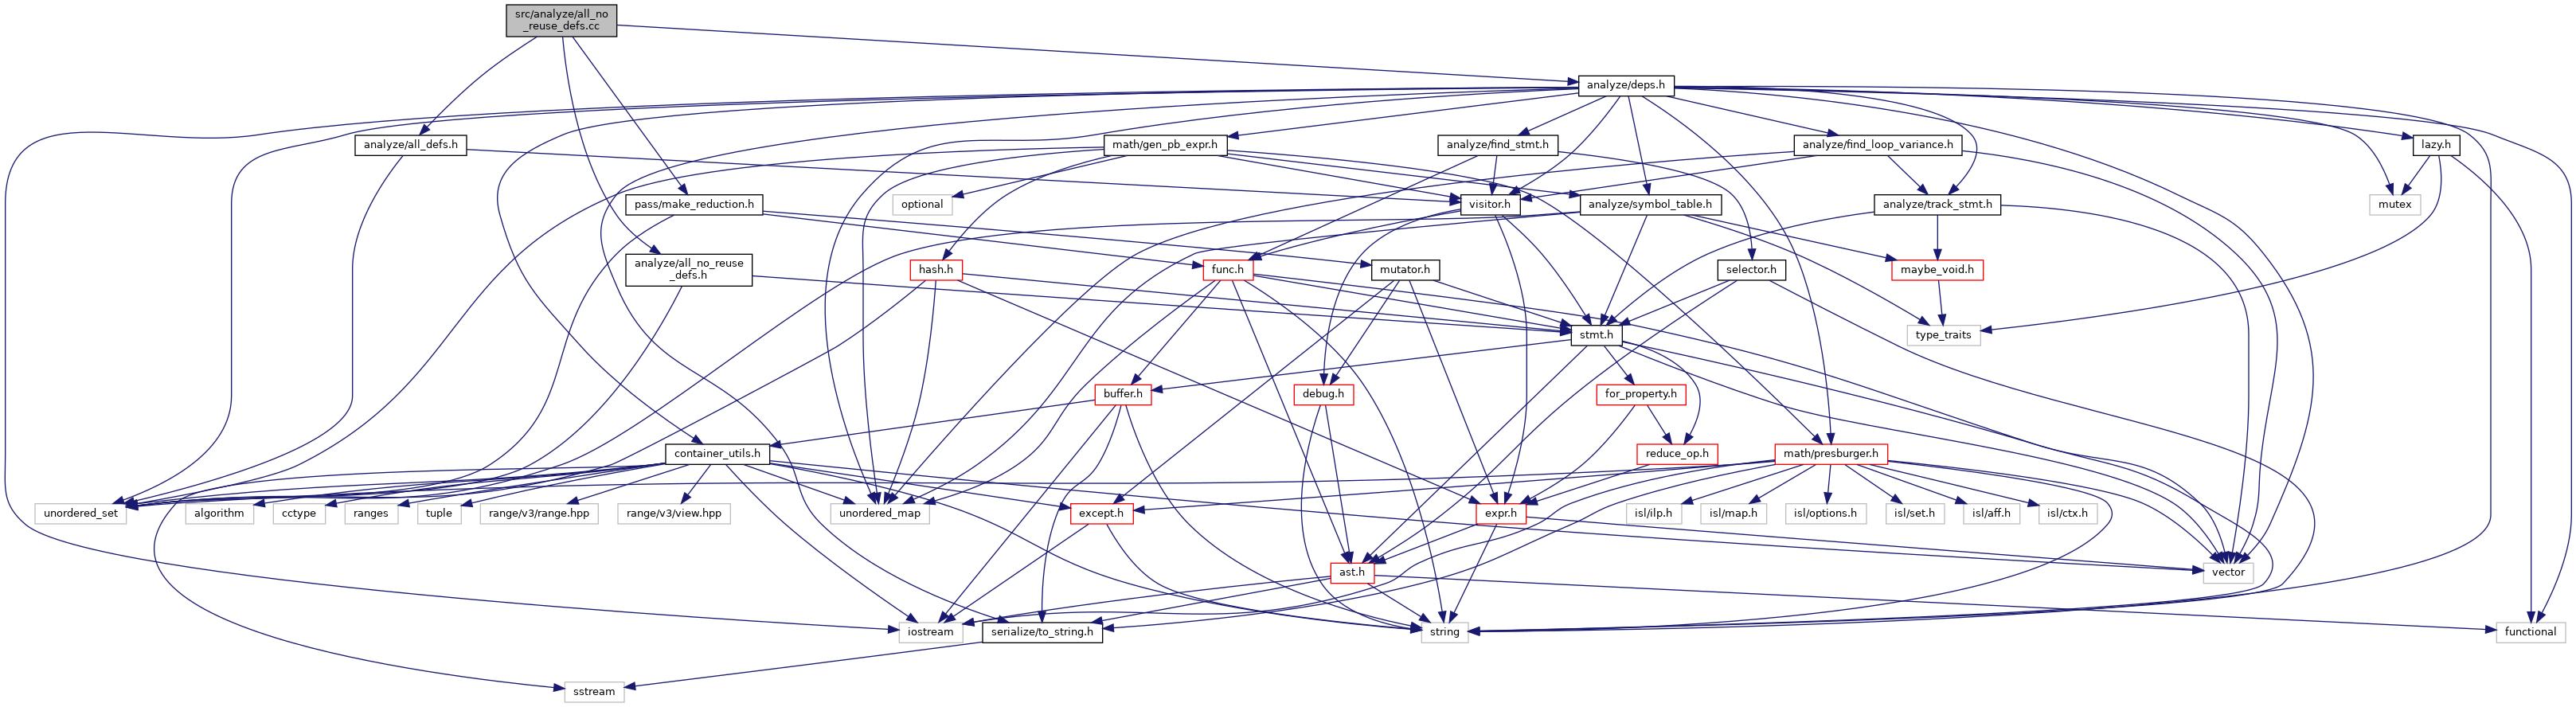 src/analyze/all_no
_reuse_defs.cc
analyze/deps.h
analyze/all_defs.h
math/gen_pb_expr.h
analyze/find_stmt.h
analyze/find_loop_variance.h
lazy.h
pass/make_reduction.h
optional
visitor.h
analyze/symbol_table.h
analyze/track_stmt.h
mutex
analyze/all_no_reuse
_defs.h
hash.h
func.h
mutator.h
selector.h
maybe_void.h
stmt.h
type_traits
buffer.h
debug.h
for_property.h
container_utils.h
reduce_op.h
math/presburger.h
unordered_set
algorithm
cctype
ranges
tuple
range/v3/range.hpp
range/v3/view.hpp
unordered_map
except.h
expr.h
isl/ilp.h
isl/map.h
isl/options.h
isl/set.h
isl/aff.h
isl/ctx.h
ast.h
vector
iostream
serialize/to_string.h
string
functional
sstream